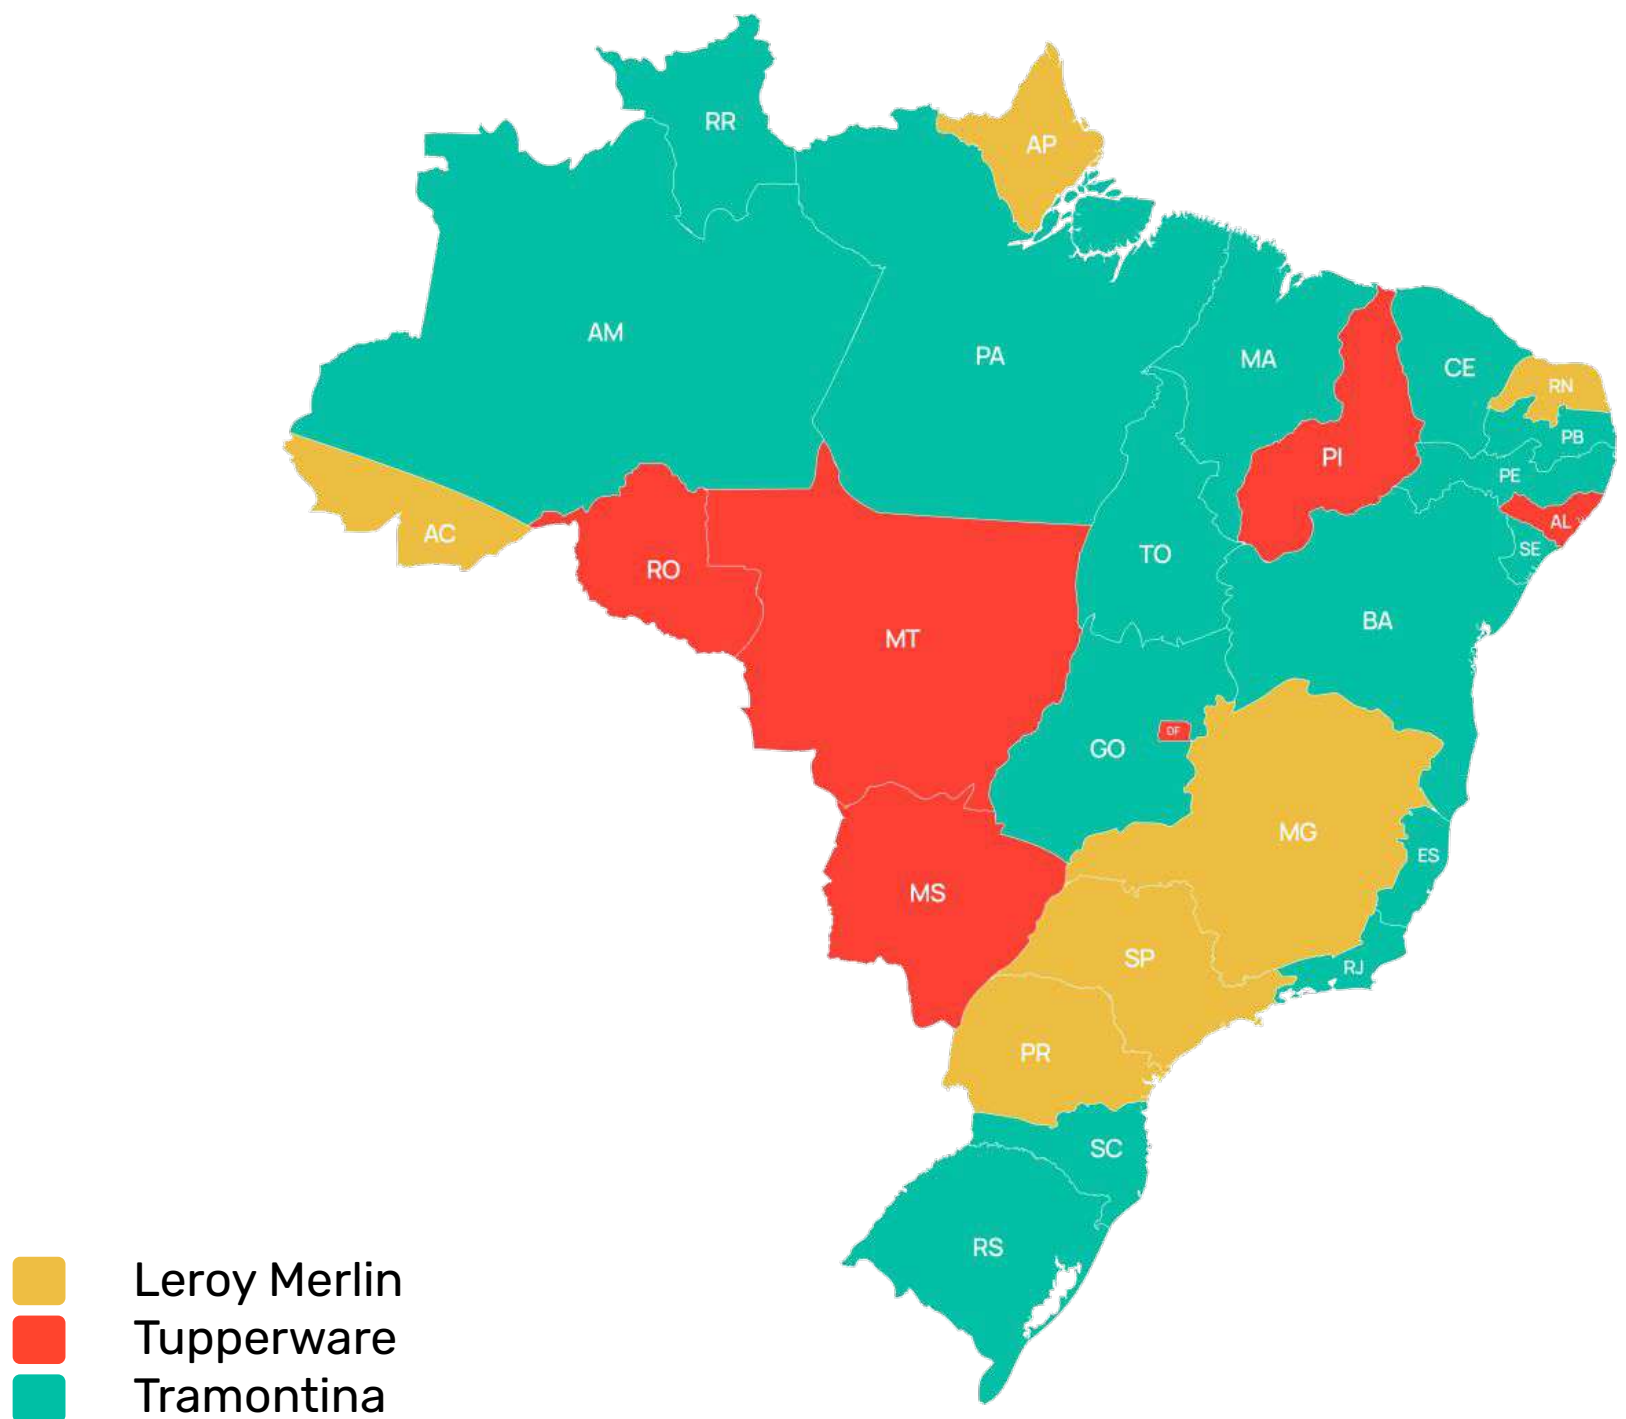 RR
AP
AM
PA
MA
CE
RN
PB
PI
PE
AL
AC
SE
TO
RO
BA
MT
DF
GO
MG
ES
MS
SP
RJ
PR
SC
RS
Leroy Merlin
Tupperware
Tramontina